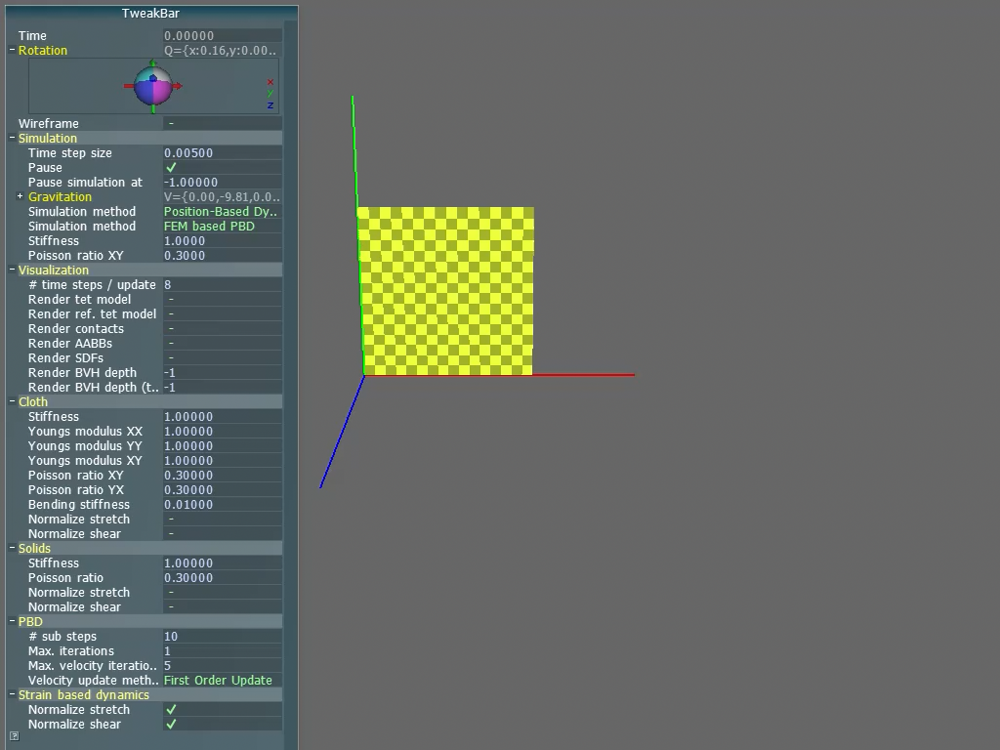 TweakBar
Time 0.00000
Rotation Q={x:0.16,y:0.00..
x
y
z
Wireframe -
Simulation
Time step size 0.00500
Pause ✓
Pause simulation at -1.00000
Gravitation V={0.00,-9.81,0.0..
Simulation method Position-Based Dy..
Simulation method FEM based PBD
Stiffness 1.0000
Poisson ratio XY 0.3000
Visualization
# time steps / update 8
Render tet model -
Render ref. tet model -
Render contacts -
Render AABBs -
Render SDFs -
Render BVH depth -1
Render BVH depth (t.. -1
Cloth
Stiffness 1.00000
Youngs modulus XX 1.00000
Youngs modulus YY 1.00000
Youngs modulus XY 1.00000
Poisson ratio XY 0.30000
Poisson ratio YX 0.30000
Bending stiffness 0.01000
Normalize stretch -
Normalize shear -
Solids
Stiffness 1.00000
Poisson ratio 0.30000
Normalize stretch -
Normalize shear -
PBD
# sub steps 10
Max. iterations 1
Max. velocity iteratio.. 5
Velocity update meth.. First Order Update
Strain based dynamics
Normalize stretch ✓
Normalize shear ✓
?